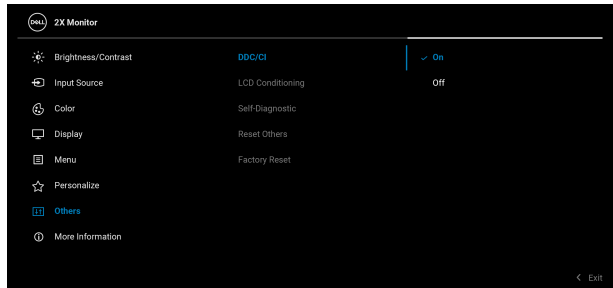 DELL 2X Monitor
Brightness/Contrast DDC/CI On
Input Source LCD Conditioning Off
Color Self-Diagnostic
Display Reset Others
Menu Factory Reset
Personalize
Others
More Information
Exit